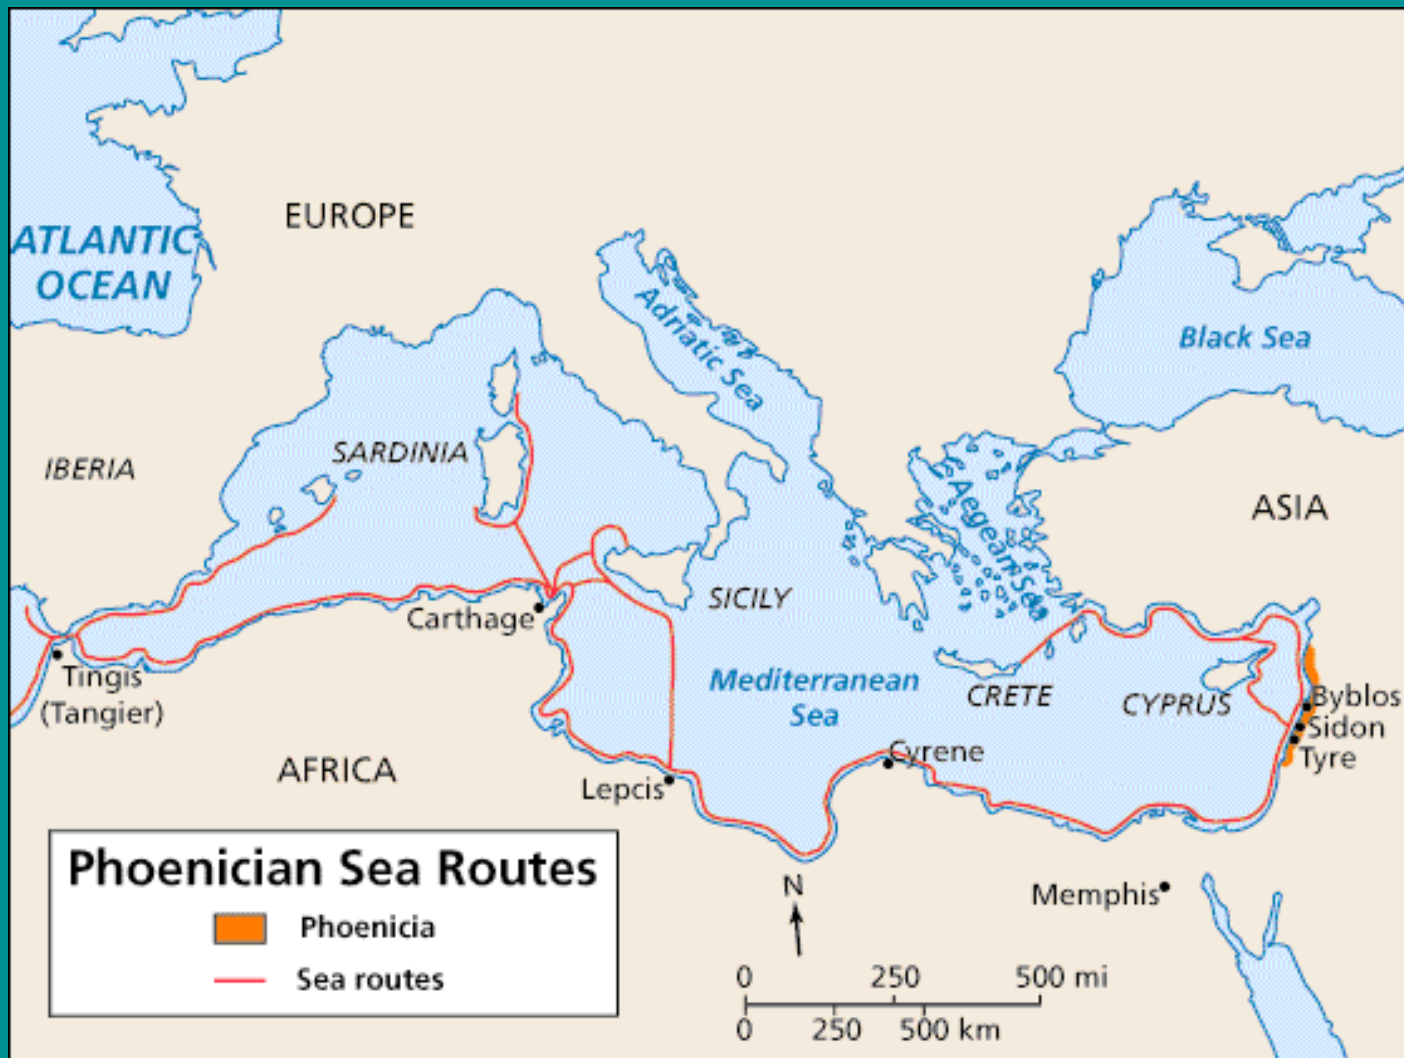 EUROPE
ATLANTIC
OCEAN
Adriatic Sea
Black Sea
IBERIA
SARDINIA
Aegean Sea
ASIA
SICILY
Carthage
Tingis
(Tangier)
Mediterranean
Sea
CRETE
CYPRUS
Byblos
Sidon
Tyre
AFRICA
Lepcis
Cyrene
Memphis
Phoenician Sea Routes
Phoenicia
Sea routes
N
0 250 500 mi
0 250 500 km